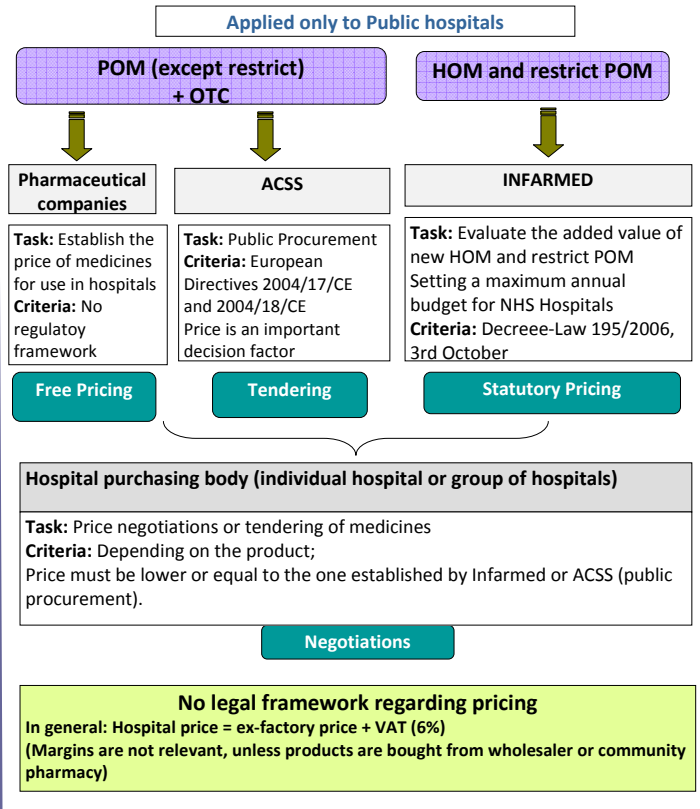 Applied only to Public hospitals
POM (except restrict)
+ OTC
HOM and restrict POM
Pharmaceutical
companies
Task: Establish the
price of medicines
for use in hospitals
Criteria: No
regulatoy
framework
Free Pricing
ACSS
Task: Public Procurement
Criteria: European
Directives 2004/17/CE
and 2004/18/CE
Price is an important
decision factor
Tendering
INFARMED
Task: Evaluate the added value of
new HOM and restrict POM
Setting a maximum annual
budget for NHS Hospitals
Criteria: Decreee-Law 195/2006,
3rd October
Statutory Pricing
Hospital purchasing body (individual hospital or group of hospitals)
Task: Price negotiations or tendering of medicines
Criteria: Depending on the product;
Price must be lower or equal to the one established by Infarmed or ACSS (public
procurement).
Negotiations
No legal framework regarding pricing
In general: Hospital price = ex-factory price + VAT (6%)
(Margins are not relevant, unless products are bought from wholesaler or community
pharmacy)